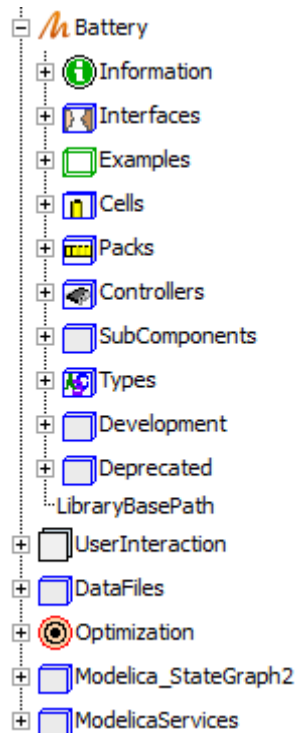 Battery
Information
Interfaces
Examples
Cells
Packs
Controllers
SubComponents
Types
Development
Deprecated
LibraryBasePath
UserInteraction
DataFiles
Optimization
Modelica_StateGraph2
ModelicaServices